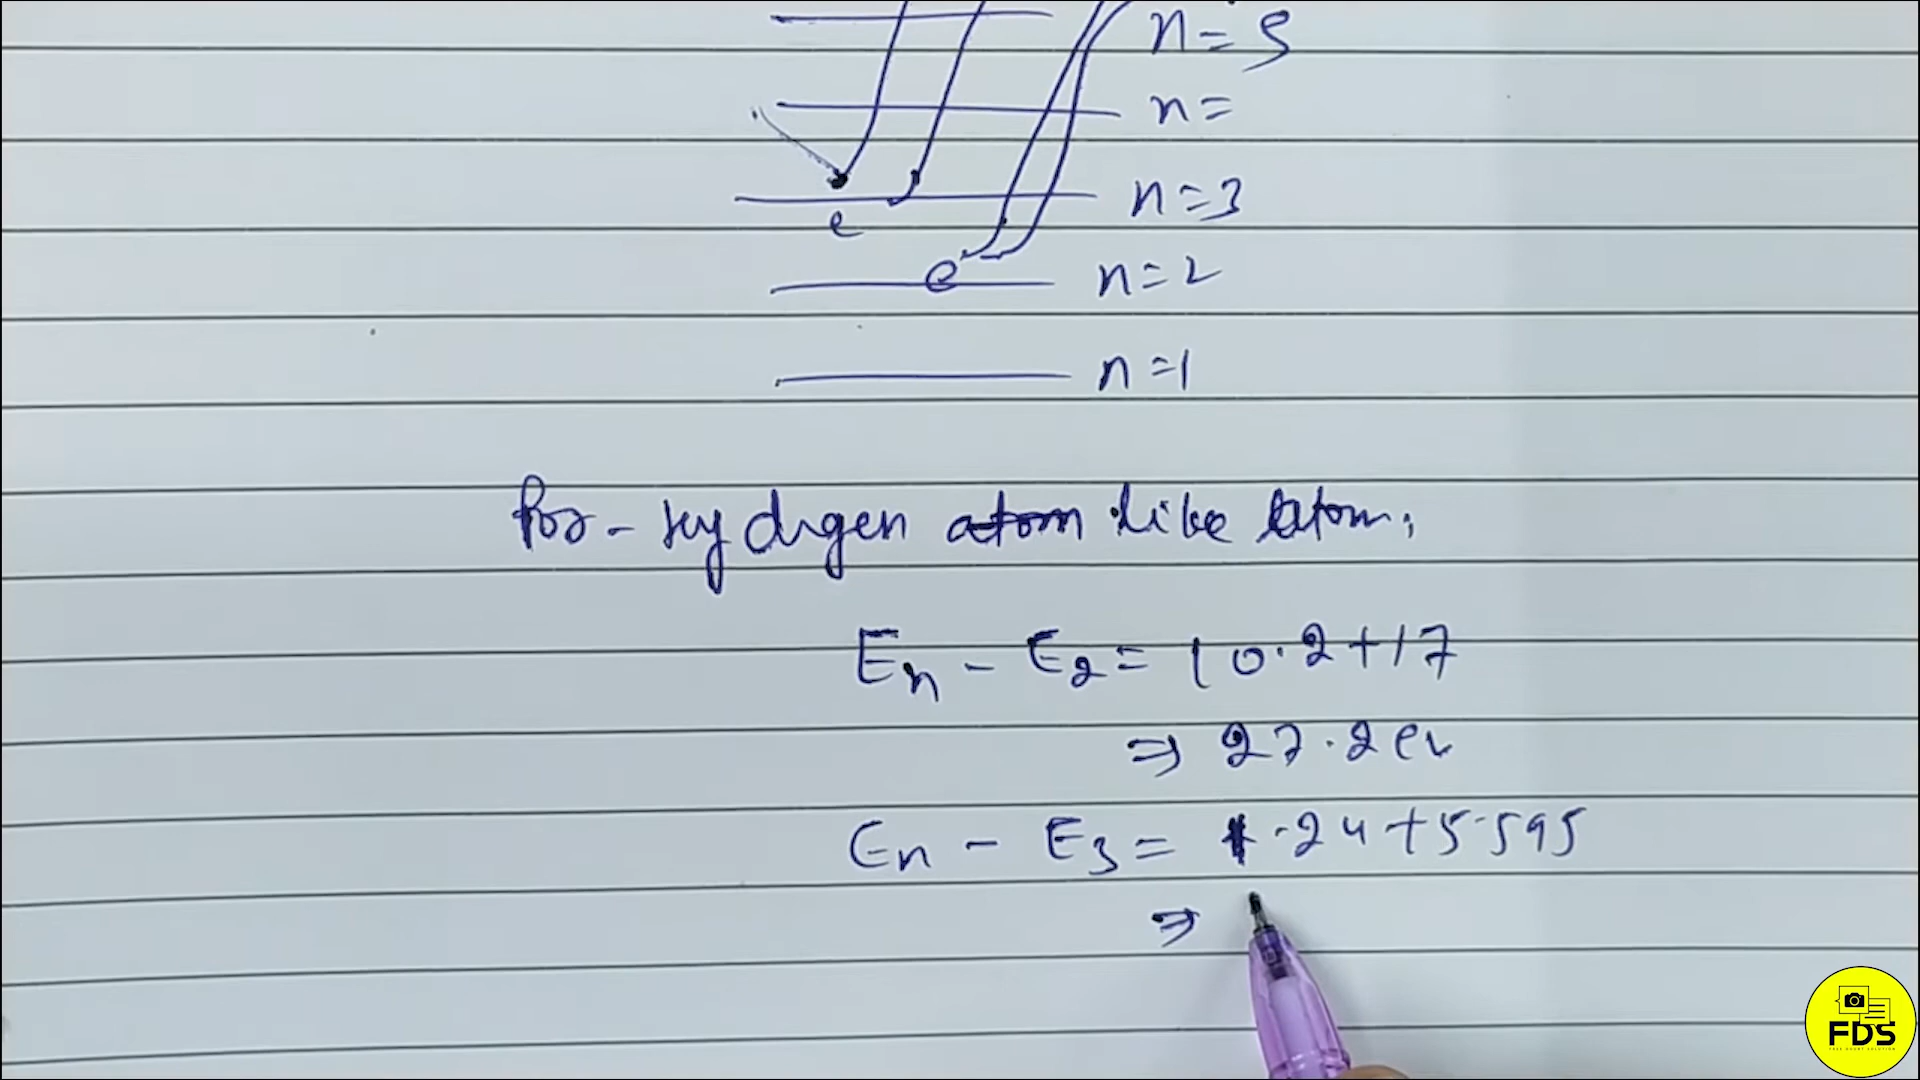 n = 5
n =
n = 3
e
e n = 2
n = 1
For - Hydrgen atom like atom,
En - E2 = 10.2 + 17
⇒ 27.2 ev
En - E3 = 4.24 + 5.595
⇒
FDS